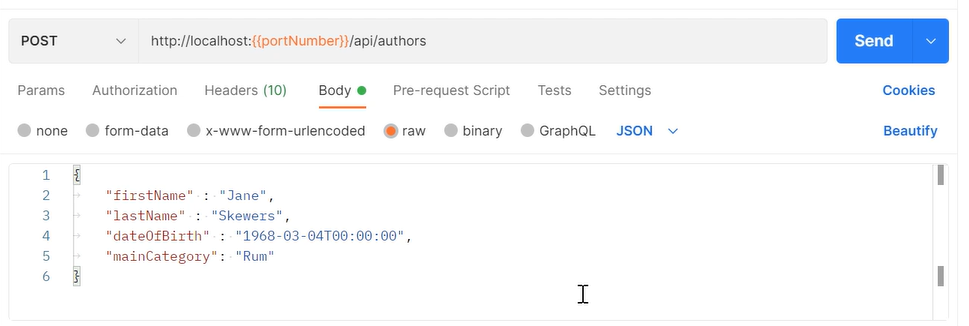 POST http://localhost:{{portNumber}}/api/authors Send
Params Authorization Headers (10) Body Pre-request Script Tests Settings Cookies
none form-data x-www-form-urlencoded raw binary GraphQL JSON Beautify
1 {
2 "firstName" : "Jane",
3 "lastName" : "Skewers",
4 "dateOfBirth" : "1968-03-04T00:00:00",
5 "mainCategory": "Rum"
6 }